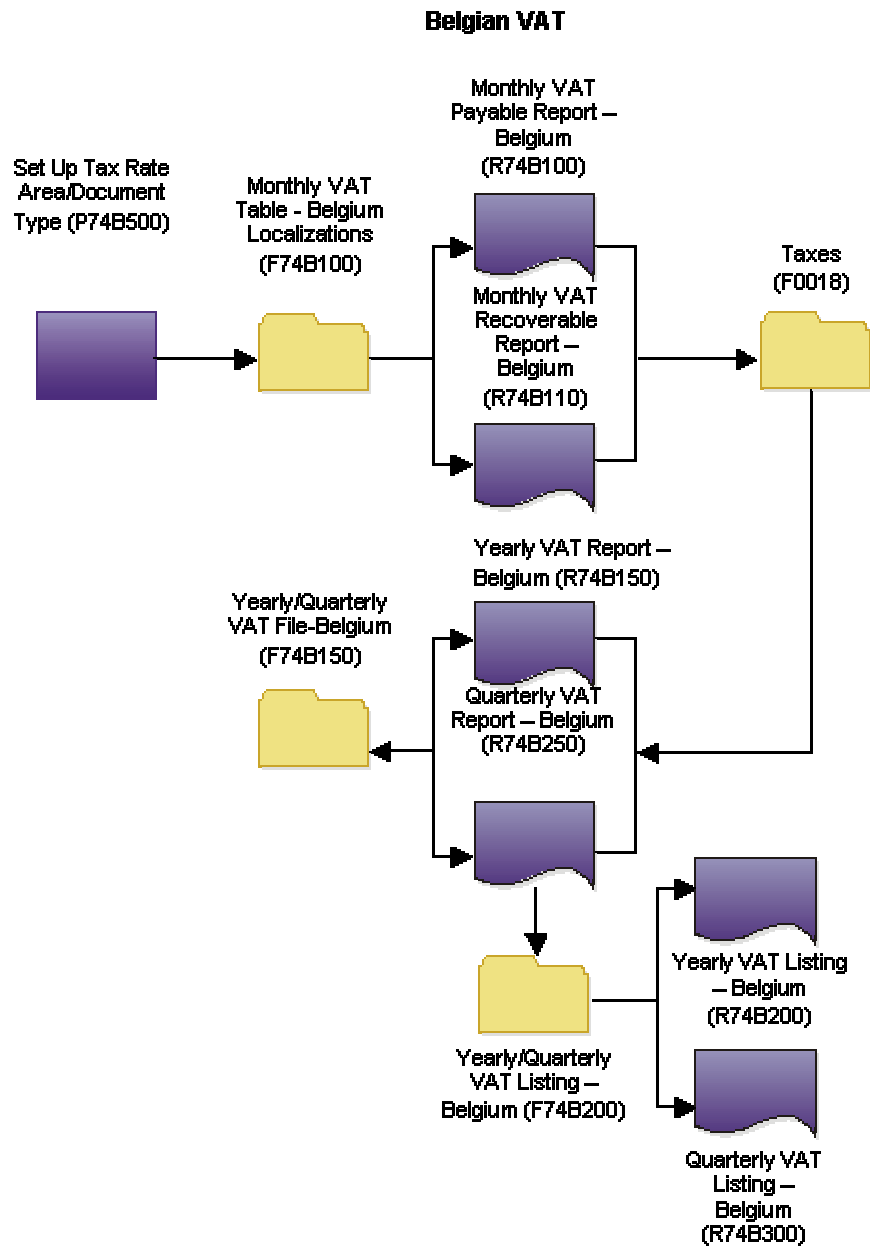 Belgian VAT
Set Up Tax Rate
Area/Document
Type (P74B500)
Monthly VAT
Table - Belgium
Localizations
(F74B100)
Monthly VAT
Payable Report –
Belgium
(R74B100)
Monthly VAT
Recoverable
Report –
Belgium
(R74B110)
Taxes
(F0018)
Yearly VAT Report –
Belgium (R74B150)
Yearly/Quarterly
VAT File-Belgium
(F74B150)
Quarterly VAT
Report – Belgium
(R74B250)
Yearly/Quarterly
VAT Listing –
Belgium (F74B200)
Yearly VAT Listing
– Belgium
(R74B200)
Quarterly VAT
Listing –
Belgium
(R74B300)